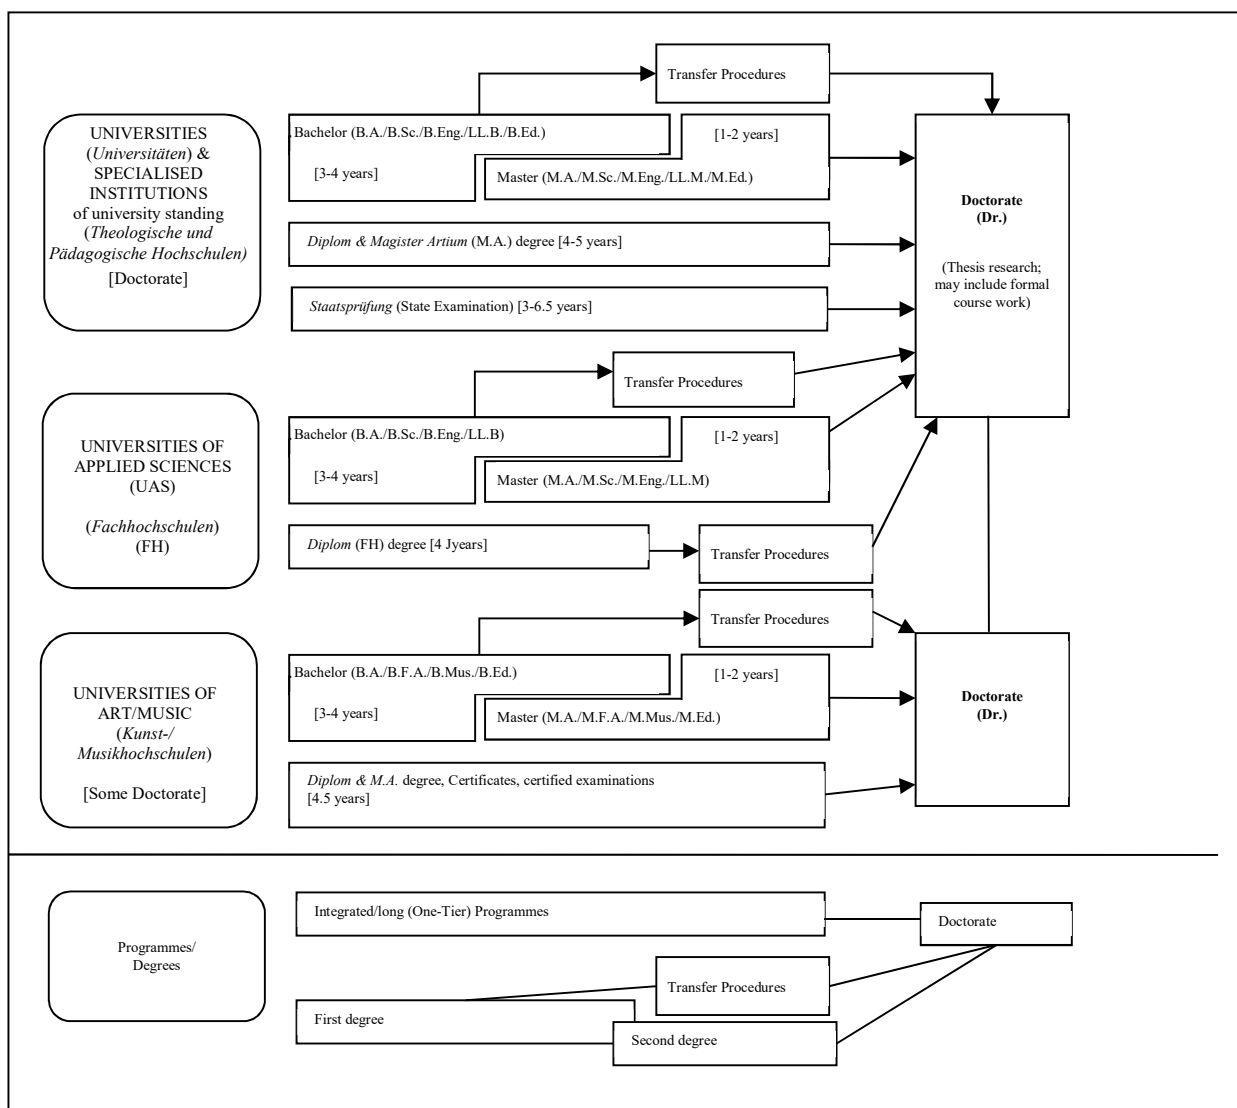 Transfer Procedures
UNIVERSITIES
(Universitäten) &
SPECIALISED
INSTITUTIONS
of university standing
(Theologische und
Pädagogische Hochschulen)
[Doctorate]
Bachelor (B.A./B.Sc./B.Eng./LL.B./B.Ed.)
[1-2 years]
[3-4 years]
Master (M.A./M.Sc./M.Eng./LL.M./M.Ed.)
Diplom & Magister Artium (M.A.) degree [4-5 years]
Staatsprüfung (State Examination) [3-6.5 years]
Doctorate
(Dr.)
(Thesis research;
may include formal
course work)
Transfer Procedures
UNIVERSITIES OF
APPLIED SCIENCES
(UAS)
(Fachhochschulen)
(FH)
Bachelor (B.A./B.Sc./B.Eng./LL.B)
[1-2 years]
[3-4 years]
Master (M.A./M.Sc./M.Eng./LL.M)
Diplom (FH) degree [4 Jyears]
Transfer Procedures
Transfer Procedures
UNIVERSITIES OF
ART/MUSIC
(Kunst-/
Musikhochschulen)
[Some Doctorate]
Bachelor (B.A./B.F.A./B.Mus./B.Ed.)
[1-2 years]
[3-4 years]
Master (M.A./M.F.A./M.Mus./M.Ed.)
Diplom & M.A. degree, Certificates, certified examinations
[4.5 years]
Doctorate
(Dr.)
Programmes/
Degrees
Integrated/long (One-Tier) Programmes
Doctorate
Transfer Procedures
First degree
Second degree